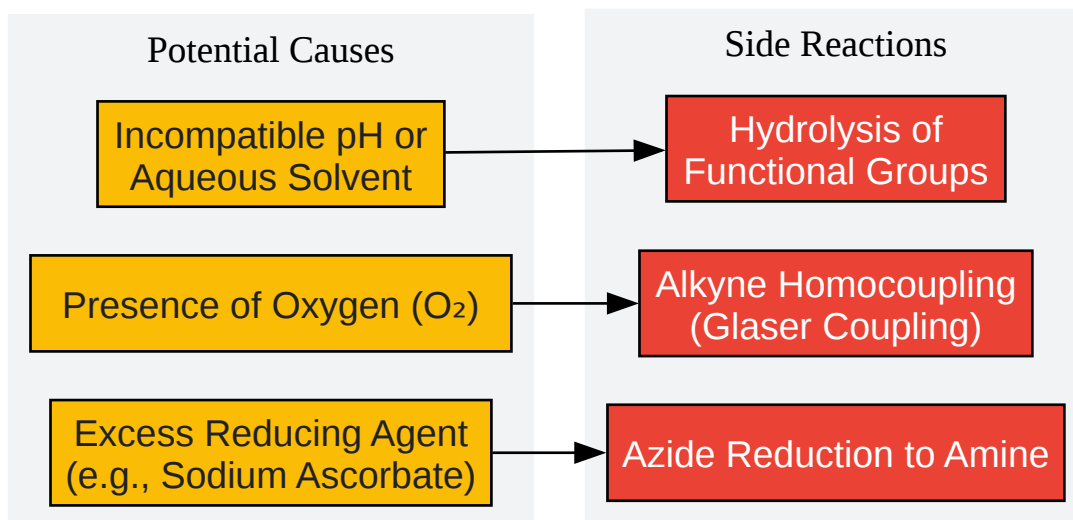 Potential Causes
Side Reactions
Incompatible pH or
Aqueous Solvent
Hydrolysis of
Functional Groups
Presence of Oxygen (O₂)
Alkyne Homocoupling
(Glaser Coupling)
Excess Reducing Agent
(e.g., Sodium Ascorbate)
Azide Reduction to Amine